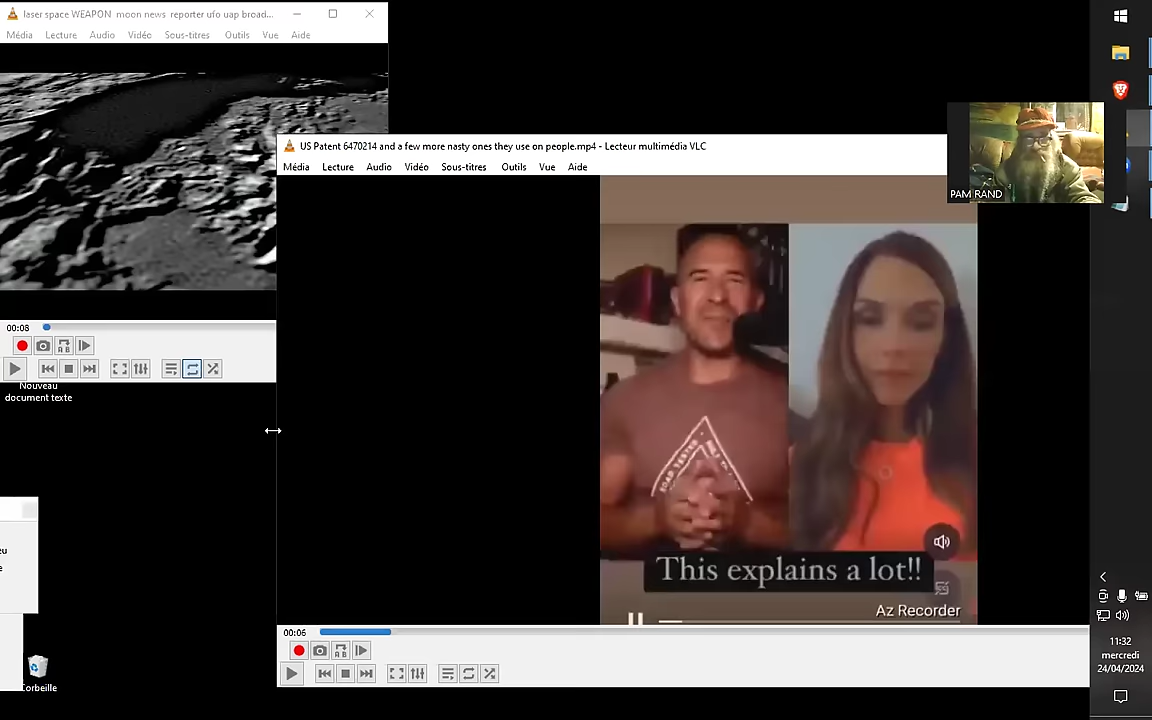 laser space WEAPON moon news reporter ufo uap broad...
Média Lecture Audio Vidéo Sous-titres Outils Vue Aide
US Patent 6470214 and a few more nasty ones they use on people.mp4 - Lecteur multimédia VLC
Média Lecture Audio Vidéo Sous-titres Outils Vue Aide
PAM RAND
00:08
Nouveau
document texte
This explains a lot!!
Az Recorder
00:06
Corbeille
11:32
mercredi
24/04/2024